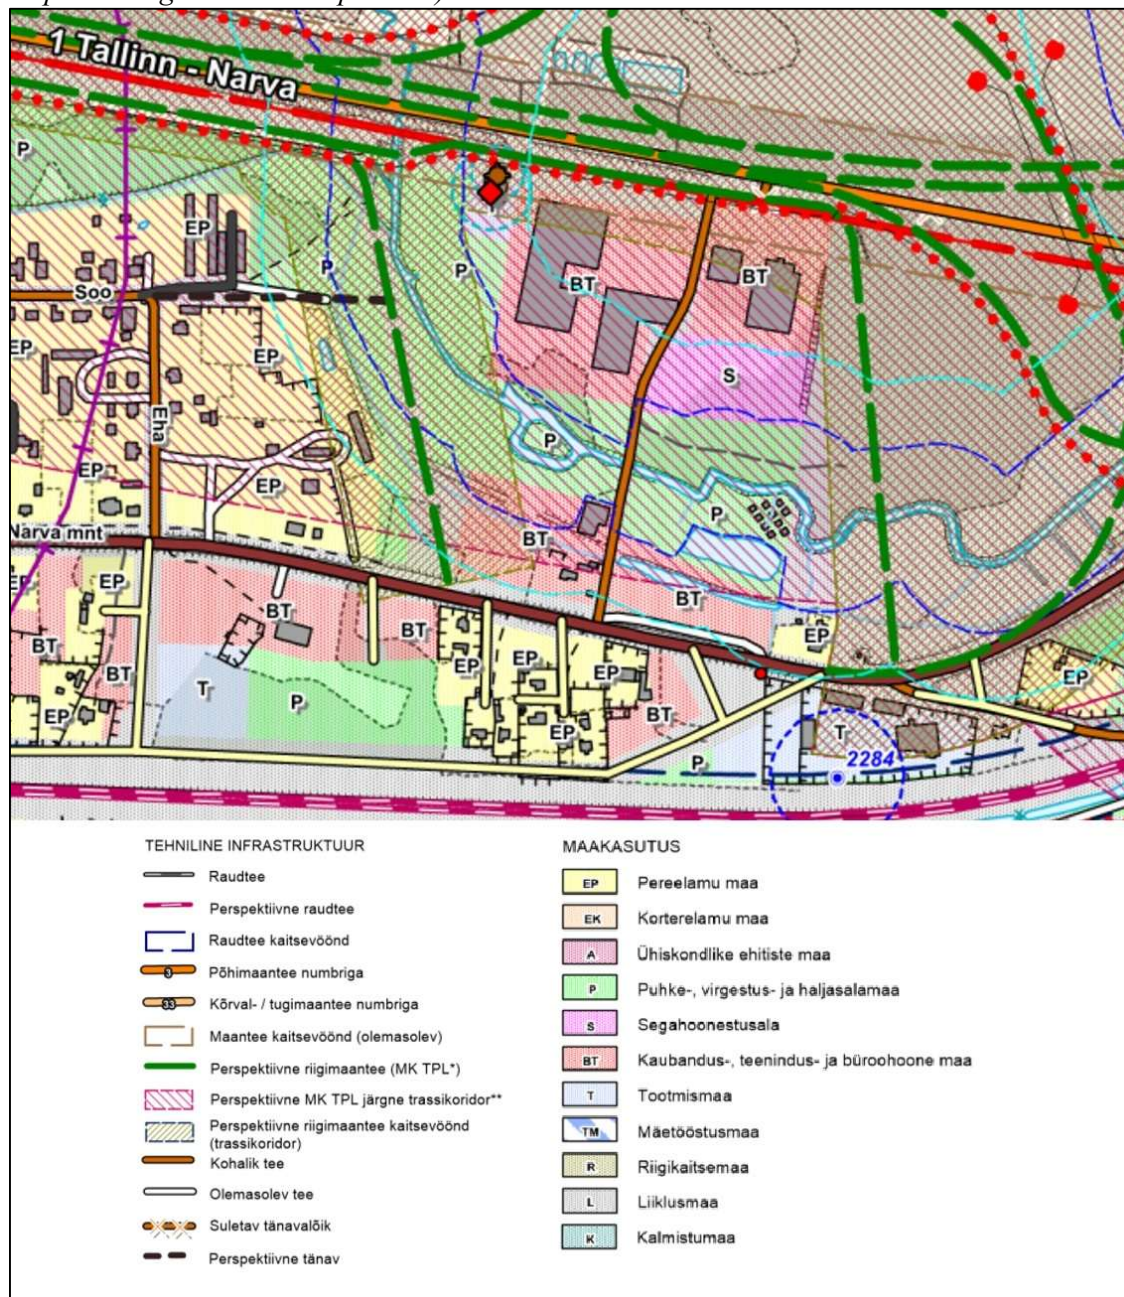 1 Tallinn - Narva
P
EP
P
P
BT
BT
Soo
EP
EP
S
Eha
P
EP
EP
P
Narva mnt
BT
EP
EP
BT
BT
BT
BT
EP
BT
EP
EP
EP
EP
T
P
BT
EP
EP
T
P
2284
TEHNILINE INFRASTRUKTUUR
Raudtee
Perspektiivne raudtee
Raudtee kaitsevöönd
3 Põhimaantee numbriga
33 Kõrval- / tugimaantee numbriga
Maantee kaitsevöönd (olemasolev)
Perspektiivne riigimaantee (MK TPL*)
Perspektiivne MK TPL järgne trassikoridor**
Perspektiivne riigimaantee kaitsevöönd
(trassikoridor)
Kohalik tee
Olemasolev tee
Suletav tänavalõik
Perspektiivne tänav
MAAKASUTUS
EP Pereelamu maa
EK Korterelamu maa
A Ühiskondlike ehitiste maa
P Puhke-, virgestus- ja haljasalamaa
S Segahoonestusala
BT Kaubandus-, teenindus- ja büroohoone maa
T Tootmismaa
TM Mäetööstusmaa
R Riigikaitsemaa
L Liiklusmaa
K Kalmistumaa